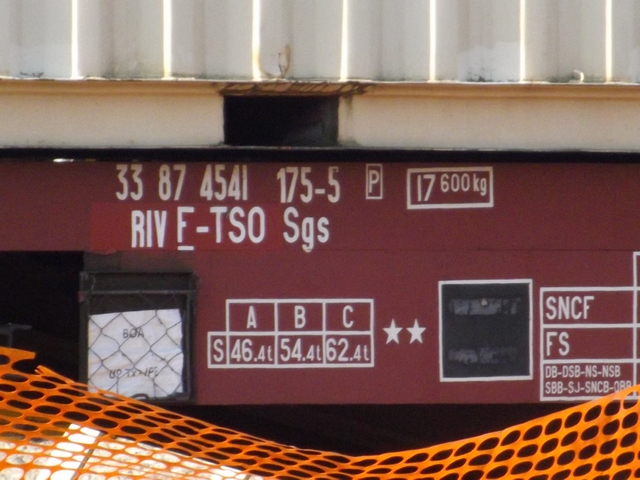 33 87 4541 175-5 P 17 600 kg
RIV F-TSO Sgs
A B C
S 46.4t 54.4t 62.4t ★★
SNCF
FS
DB-DSB-NS-NSB
SBB-SJ-SNCB-ÖBB
BOA